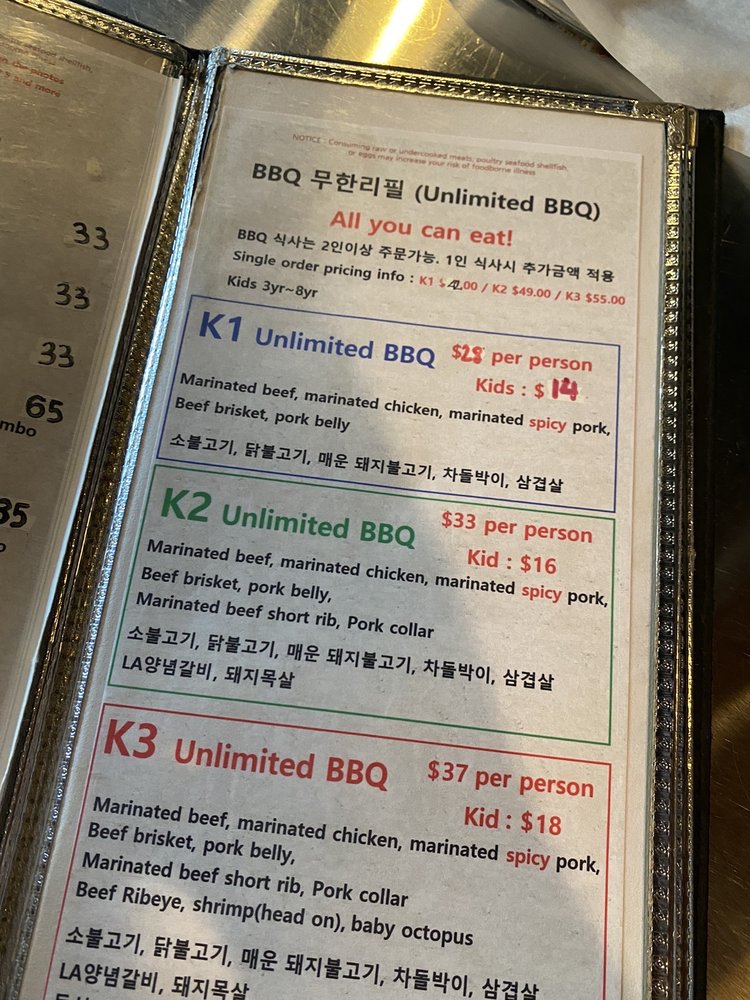 seafood shellfish,
the photos
and more
33
33
33
65
mbo
35
NOTICE : Consuming raw or undercooked meats, poultry seafood shellfish,
or eggs may increase your risk of foodborne illness
BBQ 무한리필 (Unlimited BBQ)
All you can eat!
BBQ 식사는 2인이상 주문가능. 1인 식사시 추가금액 적용
Single order pricing info : K1 $42.00 / K2 $49.00 / K3 $55.00
Kids 3yr~8yr
K1 Unlimited BBQ $28 per person
Kids : $ 14
Marinated beef, marinated chicken, marinated spicy pork,
Beef brisket, pork belly
소불고기, 닭불고기, 매운 돼지불고기, 차돌박이, 삼겹살
K2 Unlimited BBQ $33 per person
Kid : $16
Marinated beef, marinated chicken, marinated spicy pork,
Beef brisket, pork belly,
Marinated beef short rib, Pork collar
소불고기, 닭불고기, 매운 돼지불고기, 차돌박이, 삼겹살
LA양념갈비, 돼지목살
K3 Unlimited BBQ $37 per person
Kid : $18
Marinated beef, marinated chicken, marinated spicy pork,
Beef brisket, pork belly,
Marinated beef short rib, Pork collar
Beef Ribeye, shrimp(head on), baby octopus
소불고기, 닭불고기, 매운 돼지불고기, 차돌박이, 삼겹살
LA양념갈비, 돼지목살